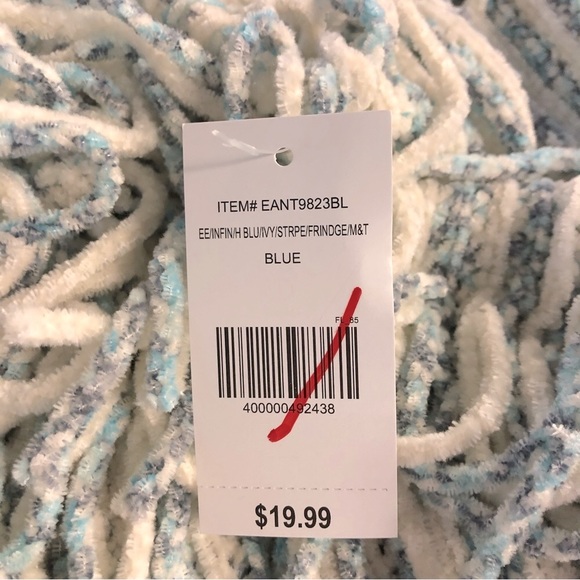 ITEM# EANT9823BL
EE/INFIN/H BLU/IVY/STRPE/FRINDGE/M&T
BLUE
400000492438
$19.99